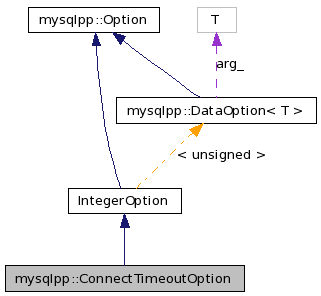 mysqlpp::Option
T
arg_
mysqlpp::DataOption< T >
< unsigned >
IntegerOption
mysqlpp::ConnectTimeoutOption